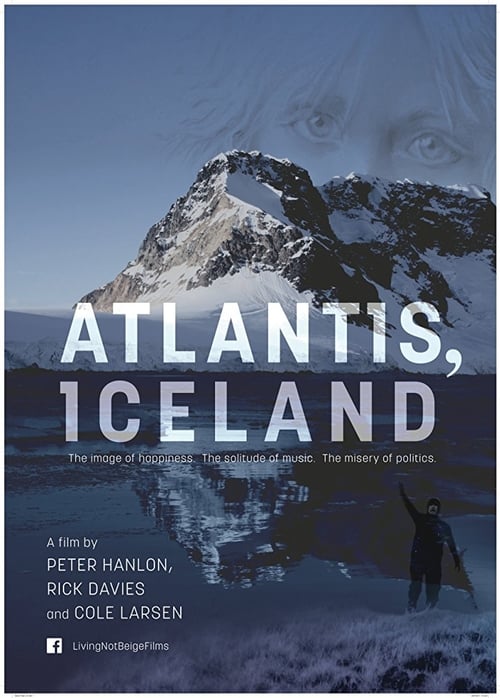 ATLANTIS,
ICELAND
The image of happiness. The solitude of music. The misery of politics.
A film by
PETER HANLON,
RICK DAVIES
and COLE LARSEN
LivingNotBeigeFilms